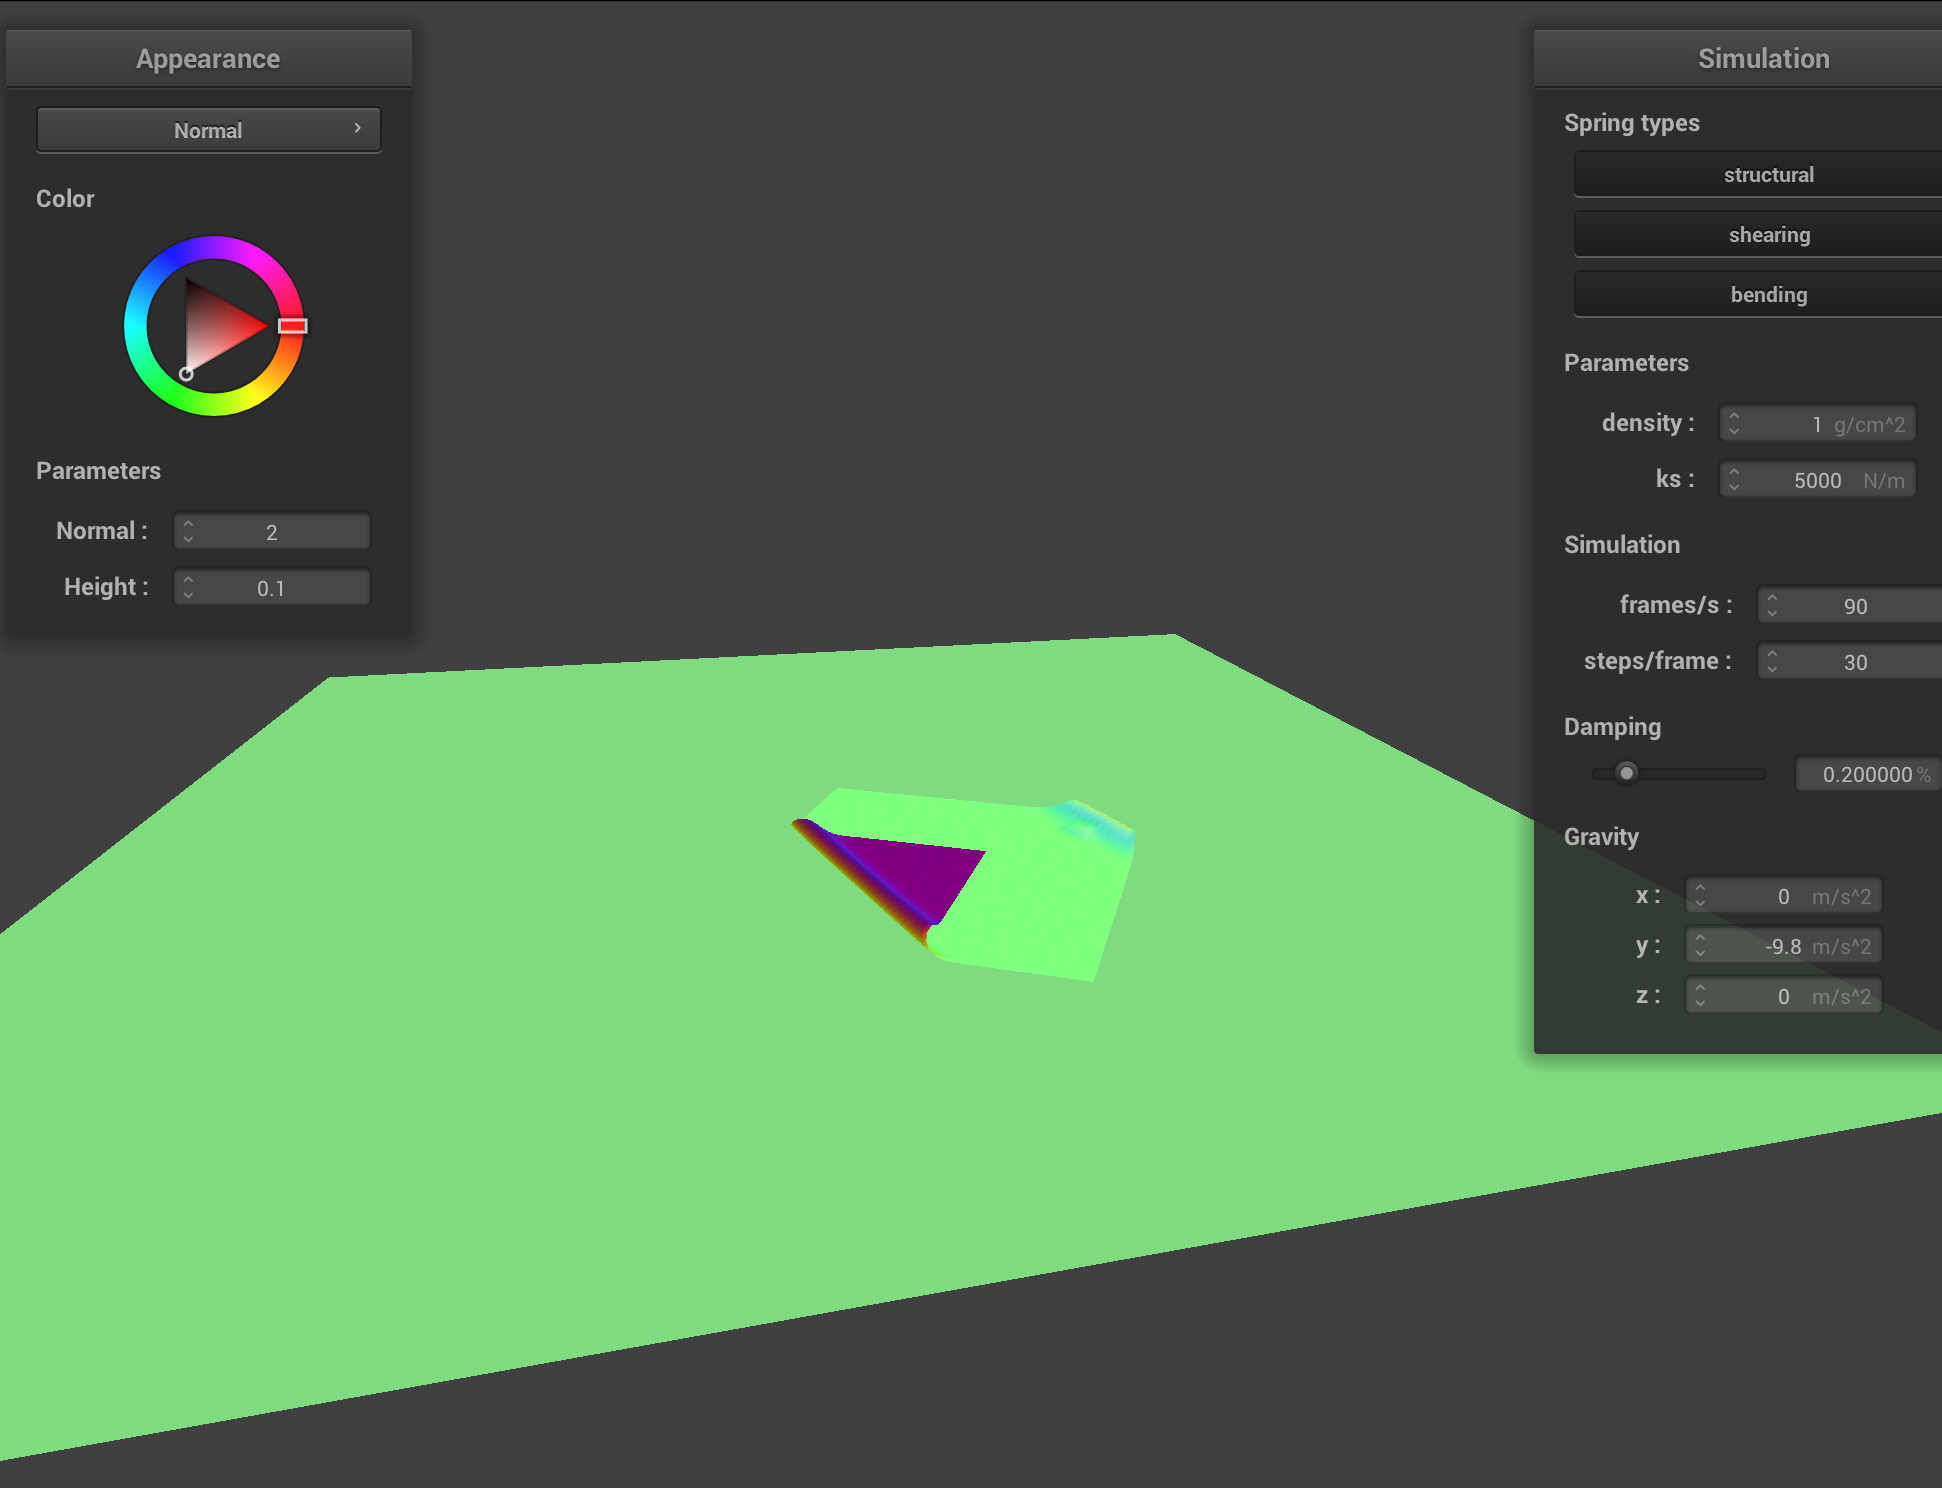 Appearance
Normal
Color
Parameters
Normal : 2
Height : 0.1
Simulation
Spring types
structural
shearing
bending
Parameters
density : 1 g/cm^2
ks : 5000 N/m
Simulation
frames/s : 90
steps/frame : 30
Damping
0.200000 %
Gravity
x : 0 m/s^2
y : -9.8 m/s^2
z : 0 m/s^2